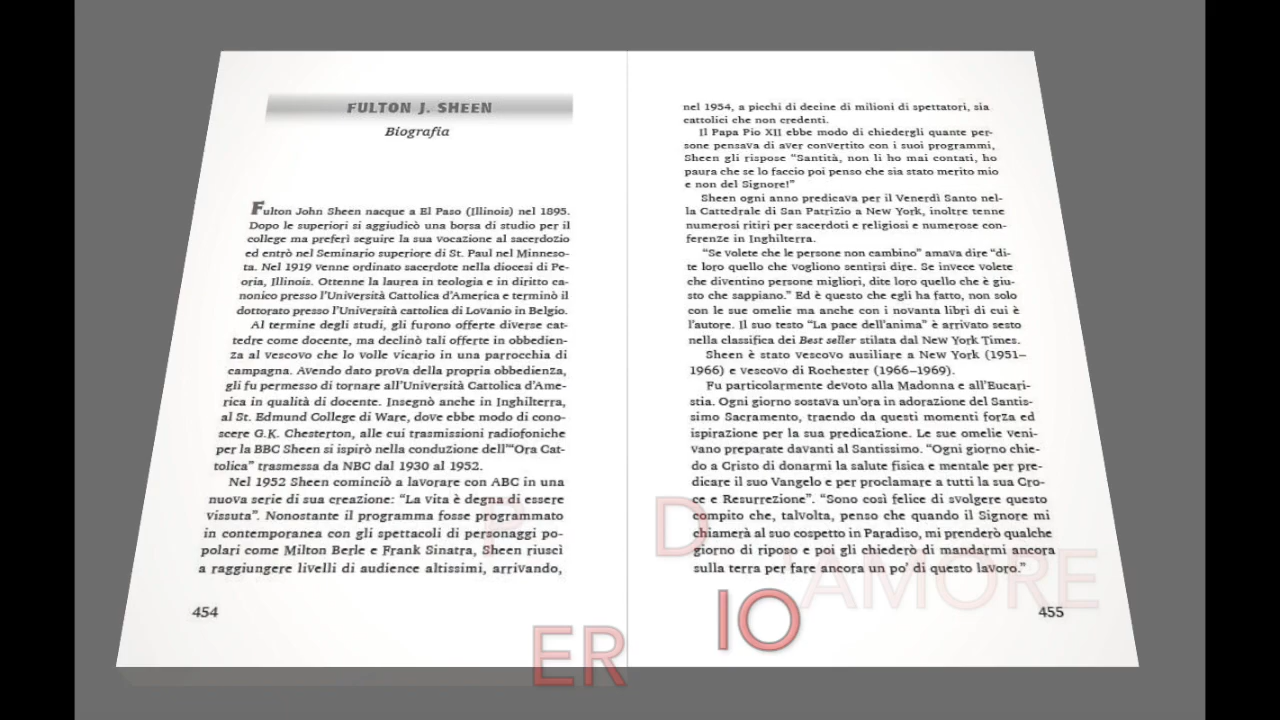 FULTON J. SHEEN
Biografia
Fulton John Sheen nacque a El Paso (Illinois) nel 1895.
Dopo le superiori si aggiudicò una borsa di studio per il
college ma preferì seguire la sua vocazione al sacerdozio
ed entrò nel Seminario superiore di St. Paul nel Minneso-
ta. Nel 1919 venne ordinato sacerdote nella diocesi di Pe-
oria, Illinois. Ottenne la laurea in teologia e in diritto ca-
nonico presso l'Università Cattolica d'America e terminò il
dottorato presso l'Università cattolica di Lovanio in Belgio.
Al termine degli studi, gli furono offerte diverse cat-
tedre come docente, ma declinò tali offerte in obbedien-
za al vescovo che lo volle vicario in una parrocchia di
campagna. Avendo dato prova della propria obbedienza,
gli fu permesso di tornare all'Università Cattolica d'Ame-
rica in qualità di docente. Insegnò anche in Inghilterra,
al St. Edmund College di Ware, dove ebbe modo di cono-
scere G.K. Chesterton, alle cui trasmissioni radiofoniche
per la BBC Sheen si ispirò nella conduzione dell'"Ora Cat-
tolica" trasmessa da NBC dal 1930 al 1952.
Nel 1952 Sheen cominciò a lavorare con ABC in una
nuova serie di sua creazione: "La vita è degna di essere
vissuta". Nonostante il programma fosse programmato
in contemporanea con gli spettacoli di personaggi po-
polari come Milton Berle e Frank Sinatra, Sheen riuscì
a raggiungere livelli di audience altissimi, arrivando,
454
nel 1954, a picchi di decine di milioni di spettatori, sia
cattolici che non credenti.
Il Papa Pio XII ebbe modo di chiedergli quante per-
sone pensava di aver convertito con i suoi programmi,
Sheen gli rispose "Santità, non li ho mai contati, ho
paura che se lo faccio poi penso che sia stato merito mio
e non del Signore!"
Sheen ogni anno predicava per il Venerdì Santo nel-
la Cattedrale di San Patrizio a New York, inoltre tenne
numerosi ritiri per sacerdoti e religiosi e numerose con-
ferenze in Inghilterra.
"Se volete che le persone non cambino" amava dire "di-
te loro quello che vogliono sentirsi dire. Se invece volete
che diventino persone migliori, dite loro quello che è giu-
sto che sappiano." Ed è questo che egli ha fatto, non solo
con le sue omelie ma anche con i novanta libri di cui è
l'autore. Il suo testo "La pace dell'anima" è arrivato sesto
nella classifica dei Best seller stilata dal New York Times.
Sheen è stato vescovo ausiliare a New York (1951–
1966) e vescovo di Rochester (1966–1969).
Fu particolarmente devoto alla Madonna e all'Eucari-
stia. Ogni giorno sostava un'ora in adorazione del Santis-
simo Sacramento, traendo da questi momenti forza ed
ispirazione per la sua predicazione. Le sue omelie veni-
vano preparate davanti al Santissimo. "Ogni giorno chie-
do a Cristo di donarmi la salute fisica e mentale per pre-
dicare il suo Vangelo e per proclamare a tutti la sua Cro-
ce e Resurrezione". "Sono così felice di svolgere questo
compito che, talvolta, penso che quando il Signore mi
chiamerà al suo cospetto in Paradiso, mi prenderò qualche
giorno di riposo e poi gli chiederò di mandarmi ancora
sulla terra per fare ancora un po' di questo lavoro."
455
P
D
'AMORE
IO
ER